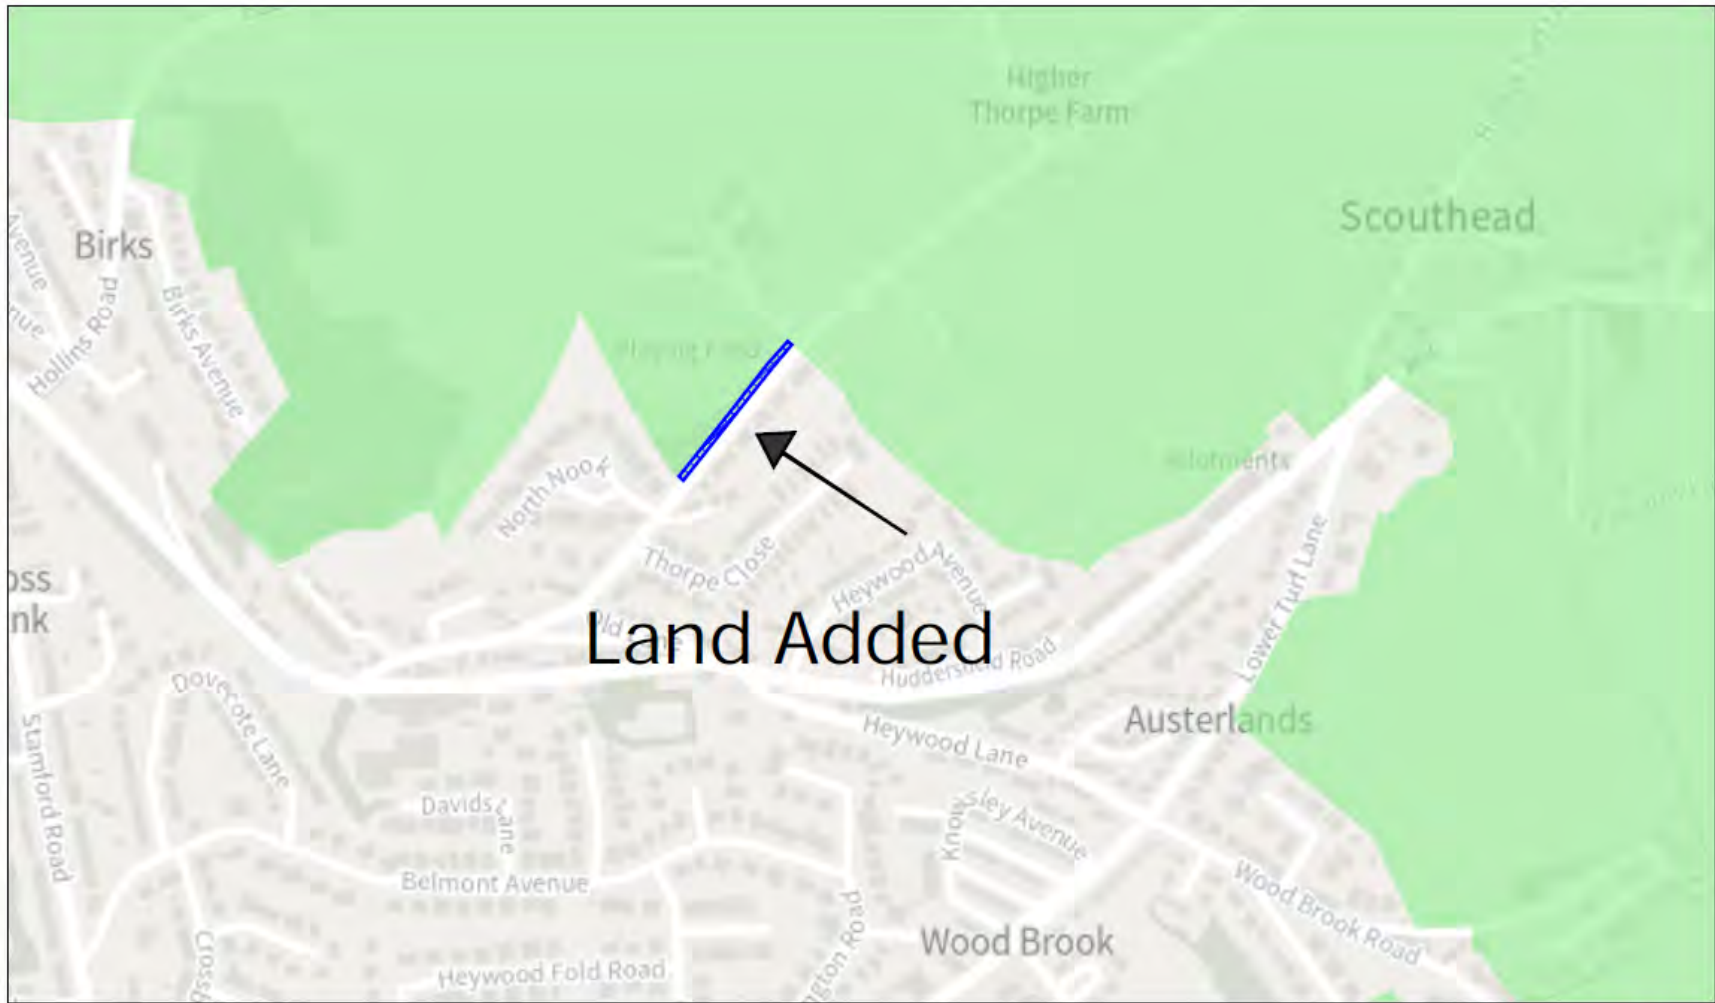 Higher
Thorpe Farm
Scouthead
Birks
Avenue
Hollins Road
Birks Avenue
North Nook
Thorpe Close
Heywood Avenue
Allotments
Lower Turf Lane
Land Added
Huddersfield Road
Dovecote Lane
Heywood Lane
Austerlands
Stamford Road
Davids Lane
Belmont Avenue
Wood Brook Road
Wood Brook
Heywood Fold Road